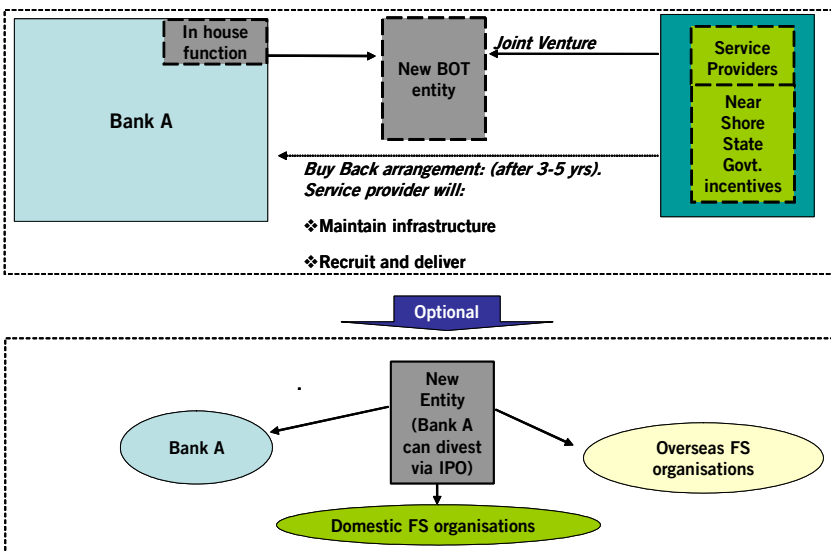 In house
function
Bank A
New BOT
entity
Joint Venture
Service
Providers
Near
Shore
State
Govt.
incentives
Buy Back arrangement: (after 3-5 yrs).
Service provider will:
❖Maintain infrastructure
❖Recruit and deliver
Optional
New
Entity
(Bank A
can divest
via IPO)
Bank A
Overseas FS
organisations
Domestic FS organisations